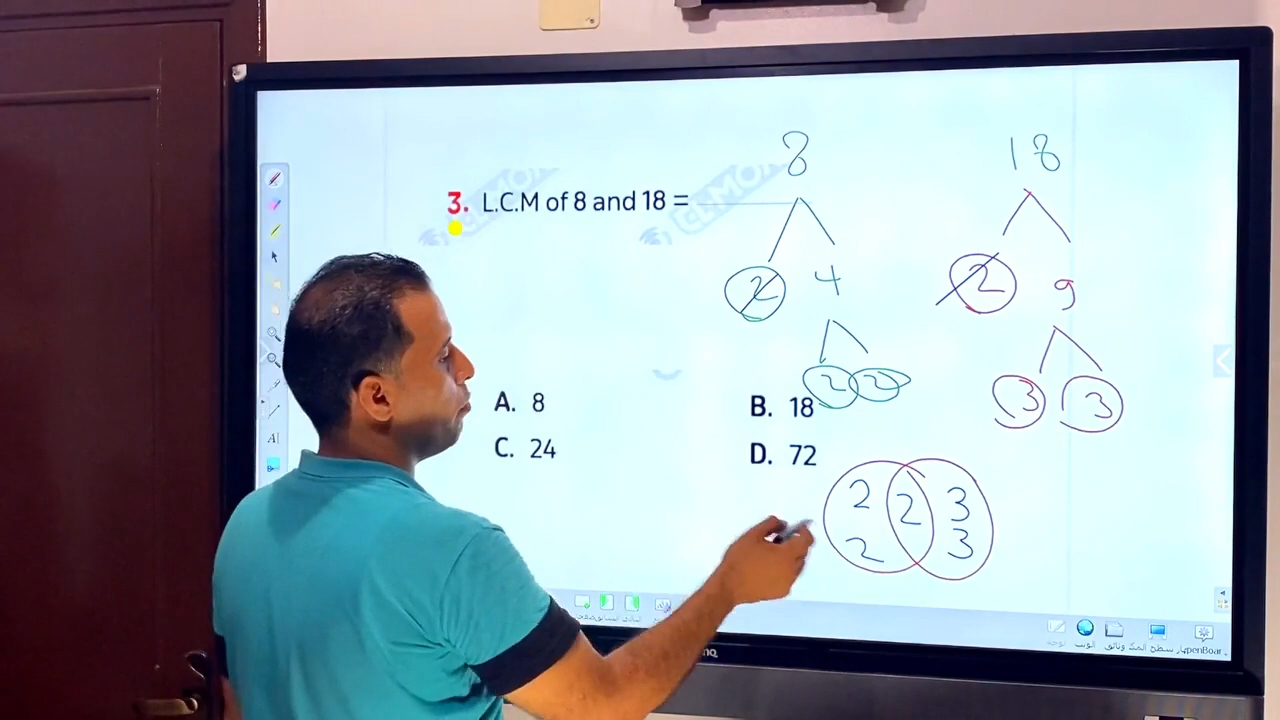 3. L.C.M of 8 and 18 =
A. 8
B. 18
C. 24
D. 72
8
2 4
2 2
18
2 9
3 3
2 2 3
2 3